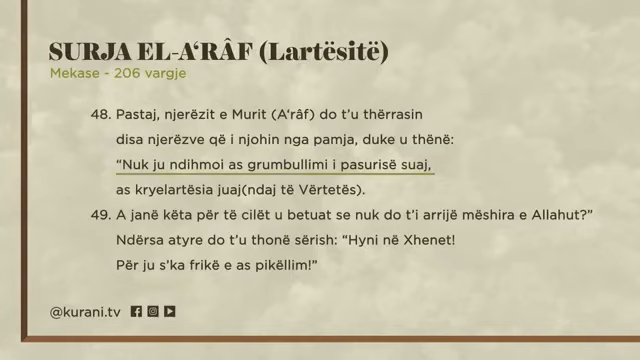 SURJA EL-A‘RÂF (Lartësitë)
Mekase - 206 vargje
48. Pastaj, njerëzit e Murit (A‘râf) do t’u thërrasin
disa njerëzve që i njohin nga pamja, duke u thënë:
“Nuk ju ndihmoi as grumbullimi i pasurisë suaj,
as kryelartësia juaj(ndaj të Vërtetës).
49. A janë këta për të cilët u betuat se nuk do t’i arrijë mëshira e Allahut?”
Ndërsa atyre do t’u thonë sërish: “Hyni në Xhenet!
Për ju s’ka frikë e as pikëllim!”
@kurani.tv